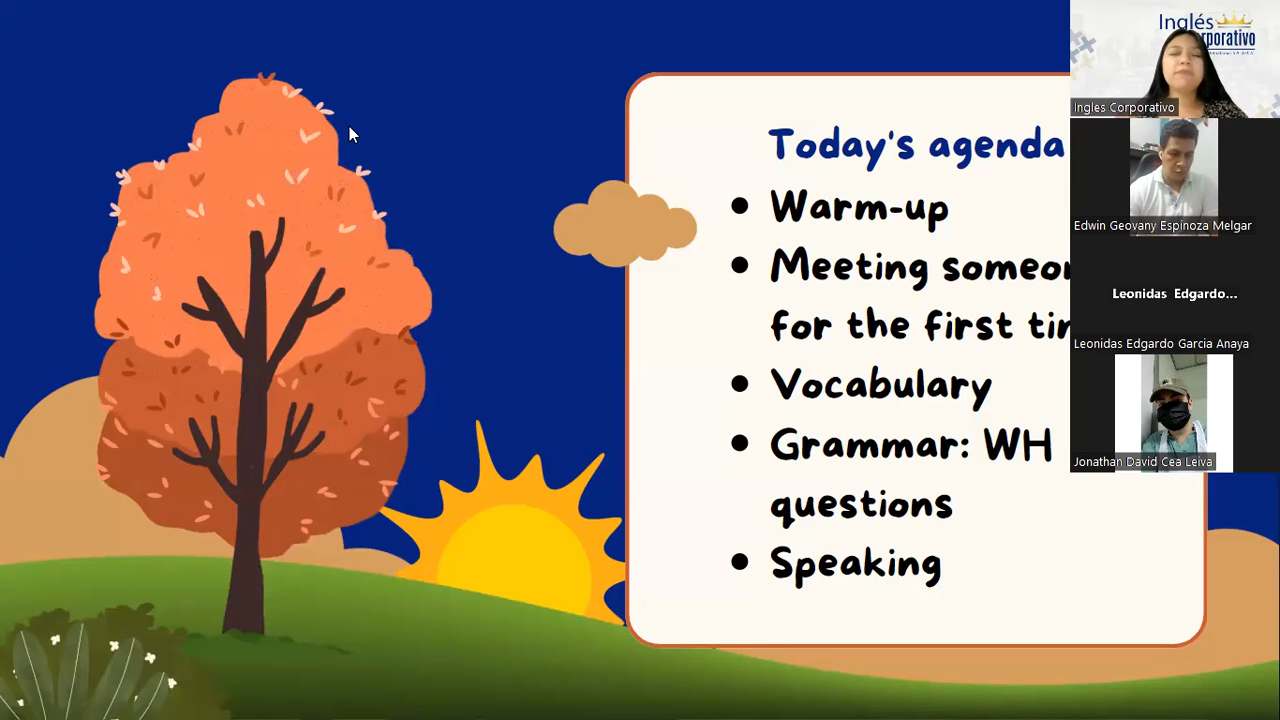 Today's agenda
Warm-up
Meeting someo
for the first ti
Vocabulary
Grammar: WH
questions
Speaking
Inglés
rporativo
Ingles Corporativo
Edwin Geovany Espinoza Melgar
Leonidas Edgardo...
Leonidas Edgardo Garcia Anaya
Jonathan David Cea Leiva